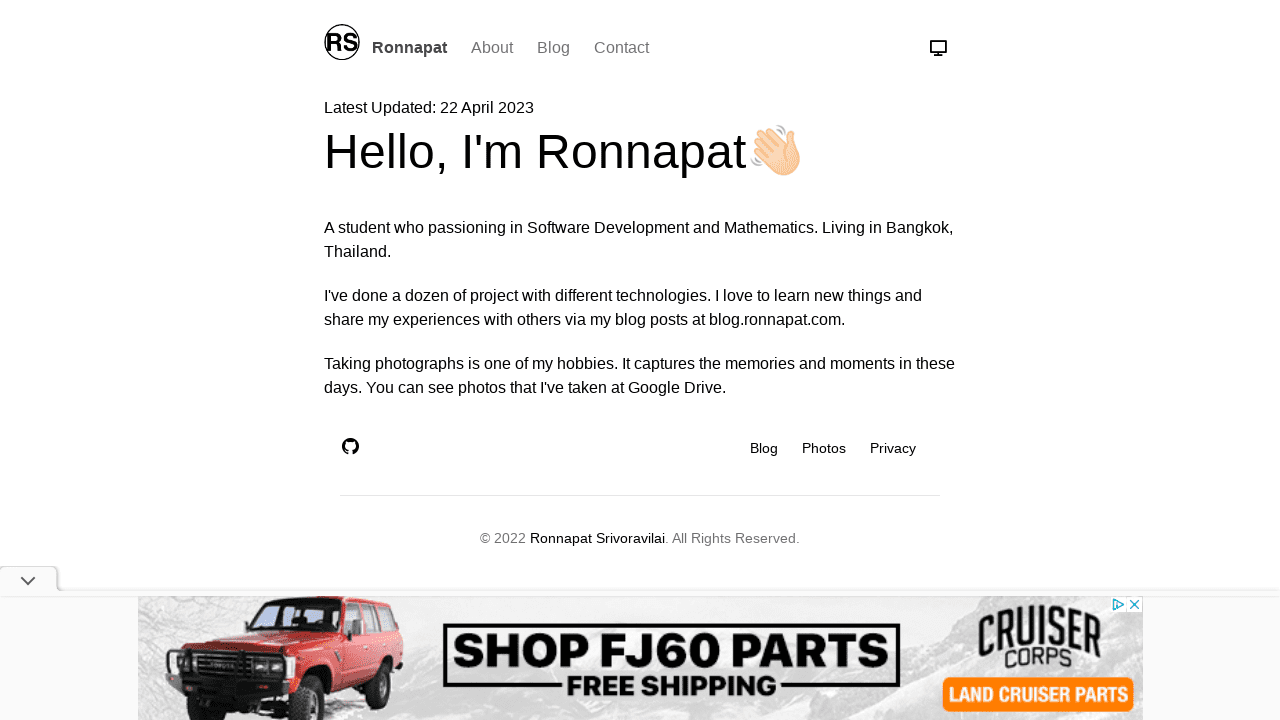 RS Ronnapat About Blog Contact
Latest Updated: 22 April 2023
Hello, I'm Ronnapat👋🏻
A student who passioning in Software Development and Mathematics. Living in Bangkok,
Thailand.
I've done a dozen of project with different technologies. I love to learn new things and
share my experiences with others via my blog posts at blog.ronnapat.com.
Taking photographs is one of my hobbies. It captures the memories and moments in these
days. You can see photos that I've taken at Google Drive.
Blog Photos Privacy
© 2022 Ronnapat Srivoravilai. All Rights Reserved.
SHOP FJ60 PARTS
FREE SHIPPING
CRUISER
CORPS
LAND CRUISER PARTS